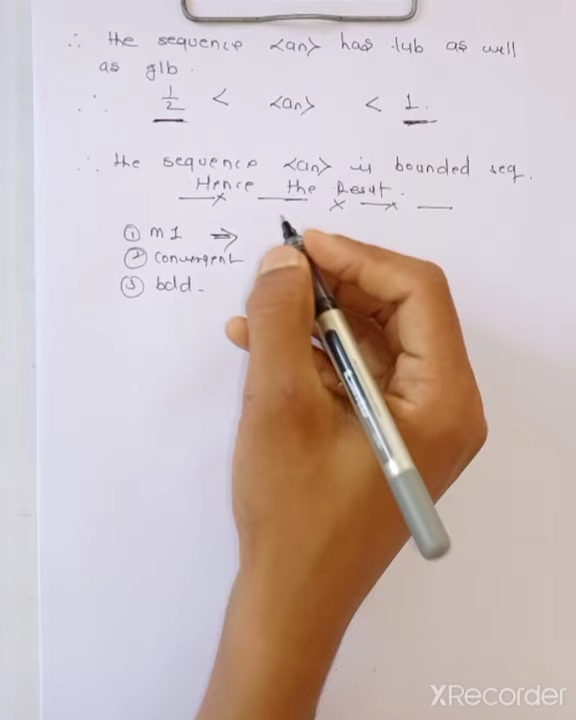 ∴ the sequence <an> has lub as well
as glb.
∴ 1/2 < <an> < 1.
∴ the sequence <an> is bounded seq.
Hence the Result.
① m↑ ⇒
② convergent
③ bdd.
XRecorder